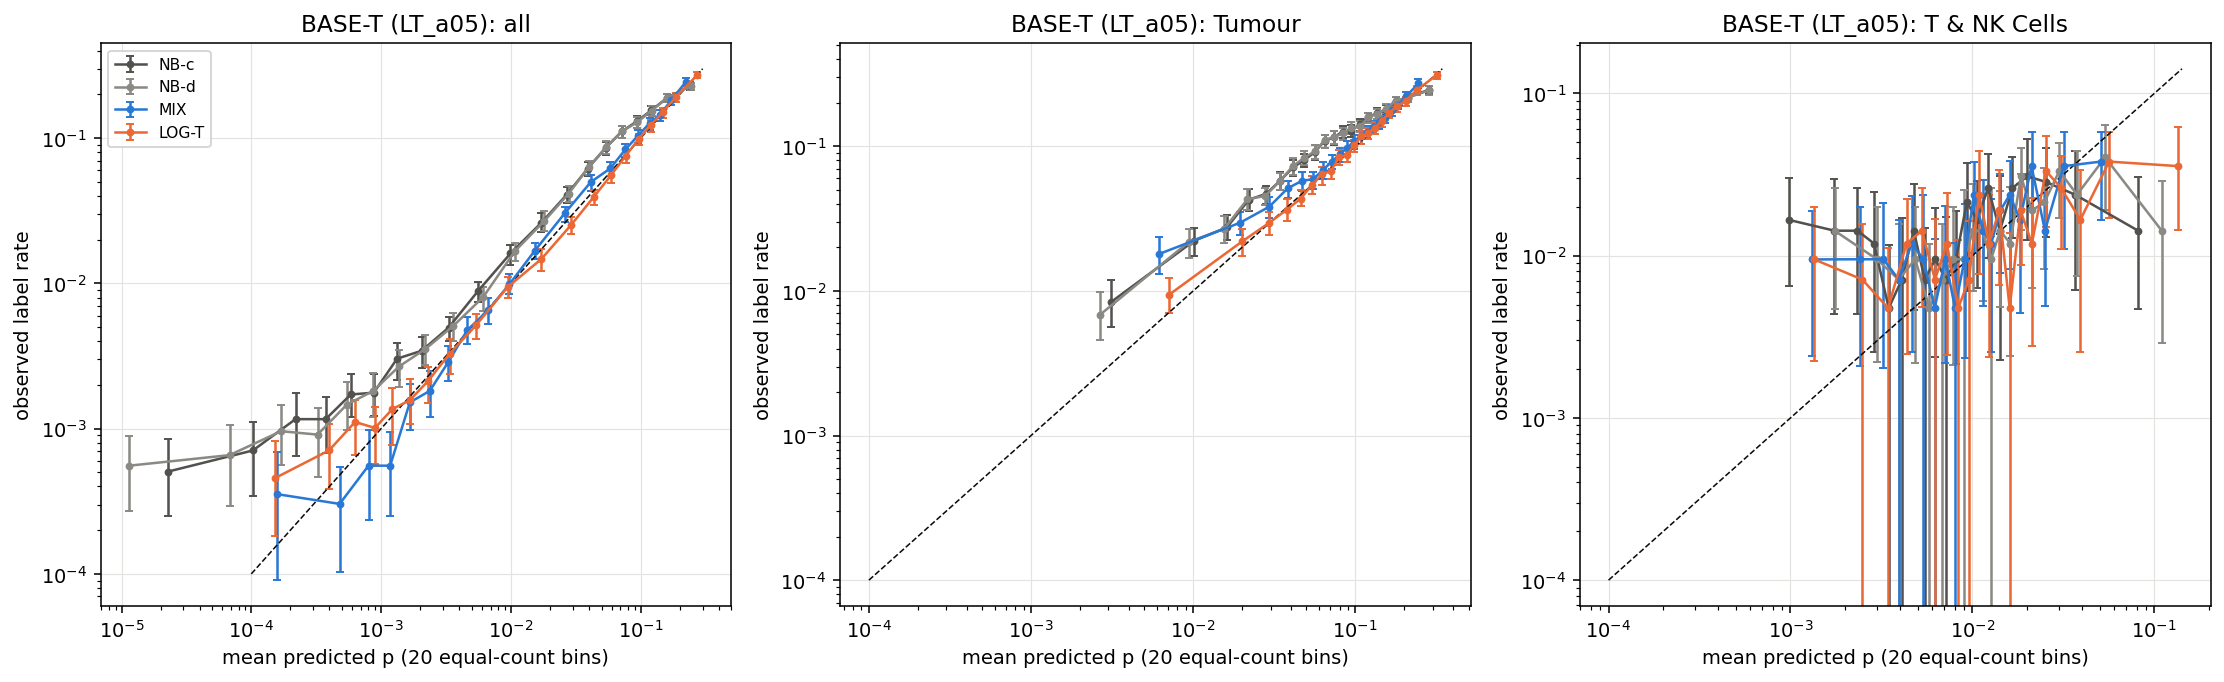 BASE-T (LT_a05): all
NB-c
NB-d
MIX
LOG-T
observed label rate
10⁻¹
10⁻²
10⁻³
10⁻⁴
10⁻⁵ 10⁻⁴ 10⁻³ 10⁻² 10⁻¹
mean predicted p (20 equal-count bins)
BASE-T (LT_a05): Tumour
observed label rate
10⁻¹
10⁻²
10⁻³
10⁻⁴
10⁻⁴ 10⁻³ 10⁻² 10⁻¹
mean predicted p (20 equal-count bins)
BASE-T (LT_a05): T & NK Cells
observed label rate
10⁻¹
10⁻²
10⁻³
10⁻⁴
10⁻⁴ 10⁻³ 10⁻² 10⁻¹
mean predicted p (20 equal-count bins)